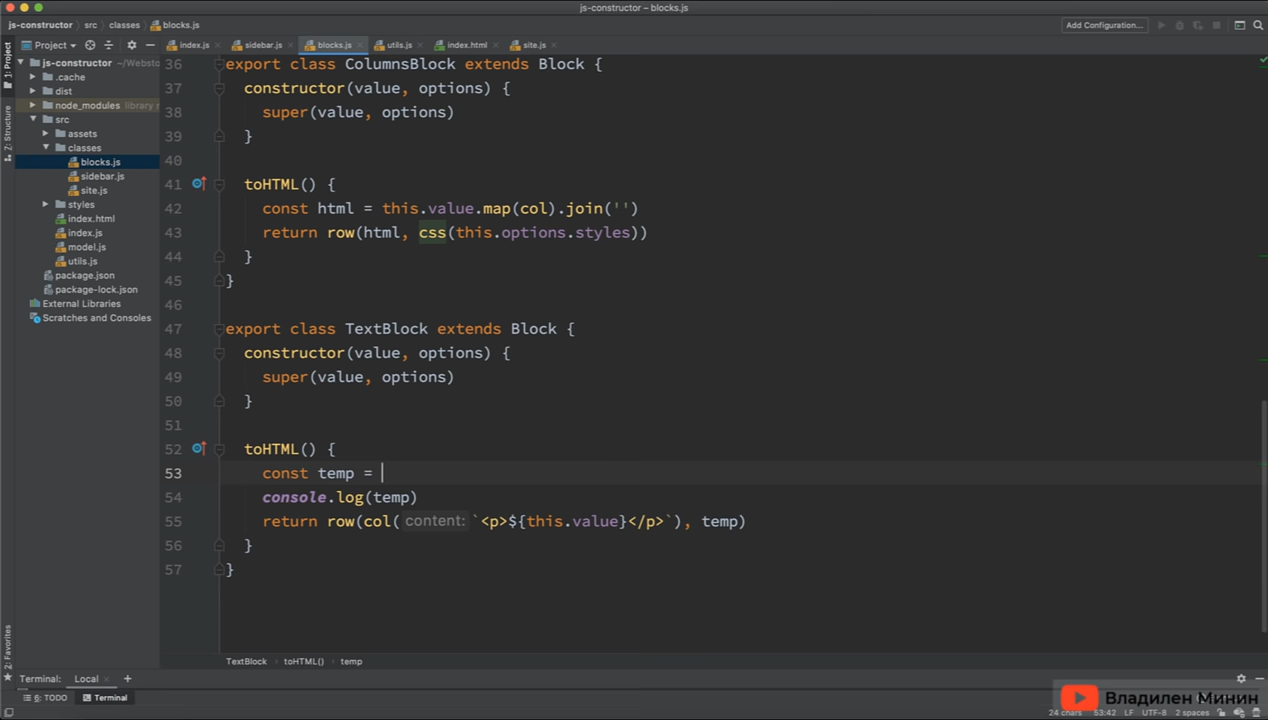 js-constructor – blocks.js
js-constructor
src
classes
blocks.js
Add Configuration...
Project
index.js
sidebar.js
blocks.js
utils.js
index.html
site.js
1: Project
Z: Structure
2: Favorites
js-constructor ~/Websto
.cache
dist
node_modules library r
src
assets
classes
blocks.js
sidebar.js
site.js
styles
index.html
index.js
model.js
utils.js
package.json
package-lock.json
External Libraries
Scratches and Consoles
36 export class ColumnsBlock extends Block {
37 constructor(value, options) {
38 super(value, options)
39 }
40
41 toHTML() {
42 const html = this.value.map(col).join('')
43 return row(html, css(this.options.styles))
44 }
45 }
46
47 export class TextBlock extends Block {
48 constructor(value, options) {
49 super(value, options)
50 }
51
52 toHTML() {
53 const temp =
54 console.log(temp)
55 return row(col( content: `<p>${this.value}</p>`), temp)
56 }
57 }
TextBlock
toHTML()
temp
Terminal:
Local
+
6: TODO
Terminal
Владилен Минин
24 chars
53:42
LF
UTF-8
2 spaces